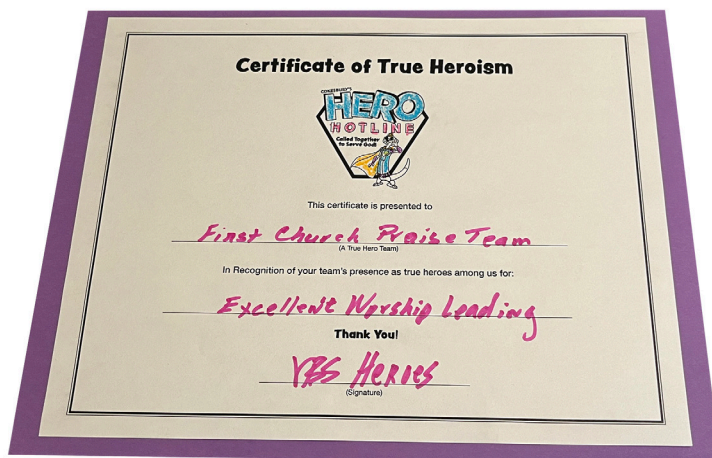 Certificate of True Heroism
COKESBURY'S
HERO
HOTLINE
Called Together
to Serve God!
This certificate is presented to
First Church Praise Team
(A True Hero Team)
In Recognition of your team's presence as true heroes among us for:
Excellent Worship Leading
Thank You!
VBS Heroes
(Signature)